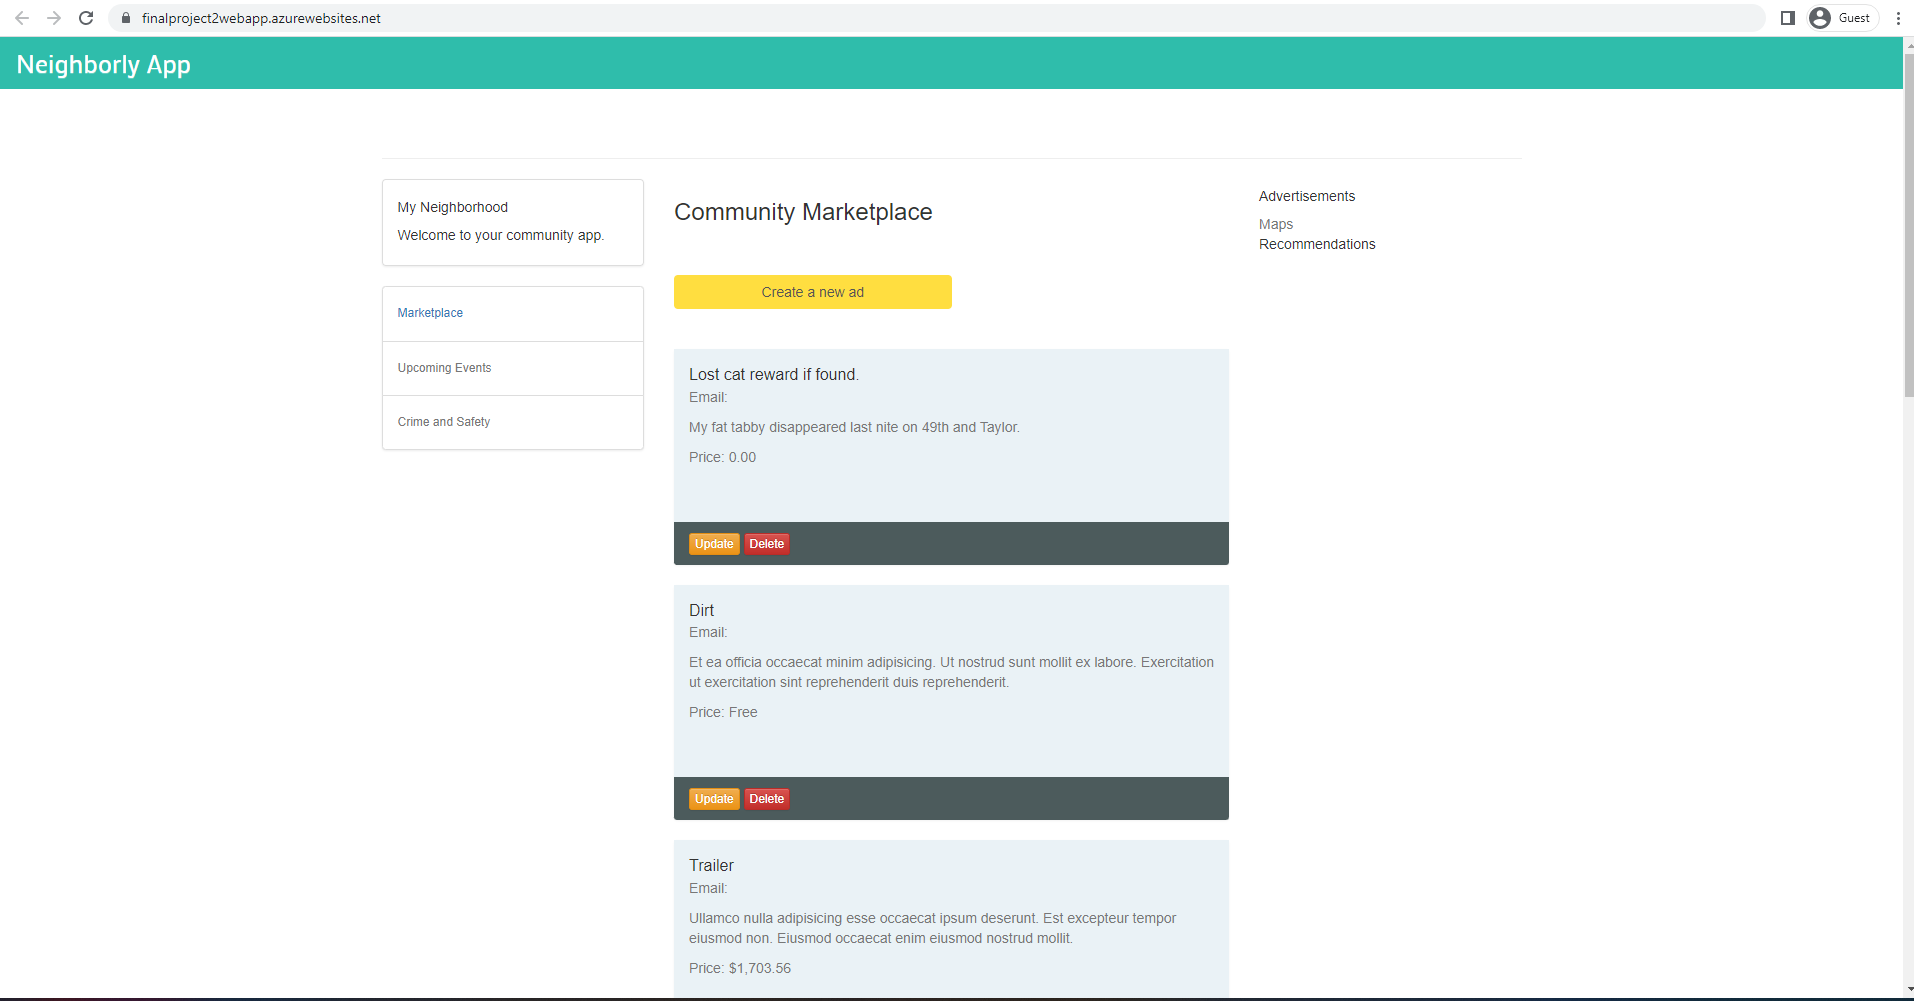 finalproject2webapp.azurewebsites.net
Guest
Neighborly App
My Neighborhood
Welcome to your community app.
Marketplace
Upcoming Events
Crime and Safety
Community Marketplace
Create a new ad
Lost cat reward if found.
Email:
My fat tabby disappeared last nite on 49th and Taylor.
Price: 0.00
Update Delete
Dirt
Email:
Et ea officia occaecat minim adipisicing. Ut nostrud sunt mollit ex labore. Exercitation
ut exercitation sint reprehenderit duis reprehenderit.
Price: Free
Update Delete
Trailer
Email:
Ullamco nulla adipisicing esse occaecat ipsum deserunt. Est excepteur tempor
eiusmod non. Eiusmod occaecat enim eiusmod nostrud mollit.
Price: $1,703.56
Advertisements
Maps
Recommendations